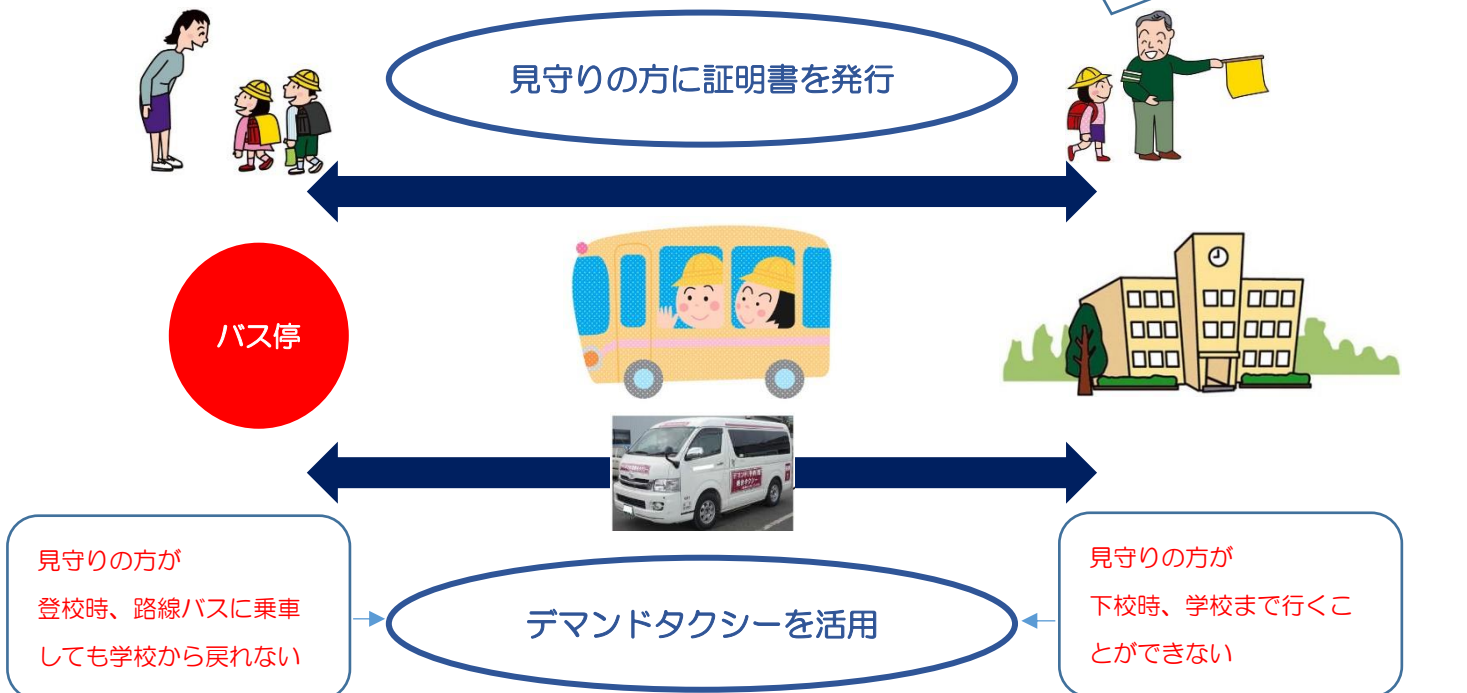 見守りの方に証明書を発行
バス停
見守りの方が
登校時、路線バスに乗車
しても学校から戻れない
デマンドタクシーを活用
見守りの方が
下校時、学校まで行くこ
とができない